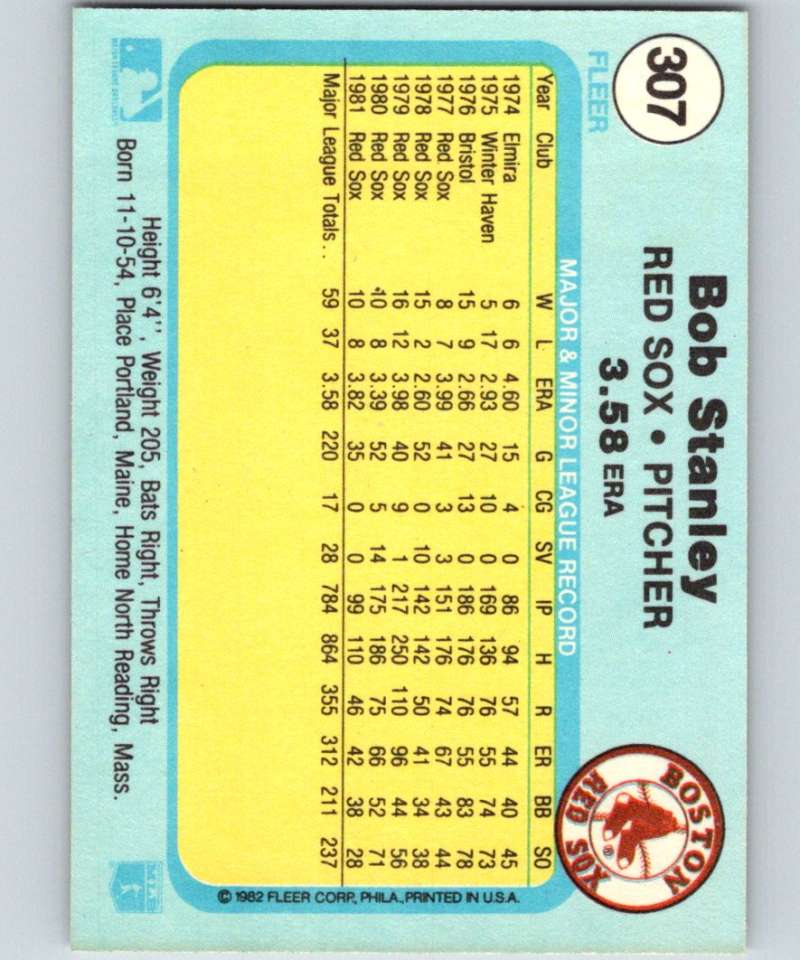 307
FLEER
Bob Stanley
RED SOX • PITCHER
3.58 ERA
BOSTON
RED SOX
®
MAJOR & MINOR LEAGUE RECORD
Year Club W L ERA G CG SV IP H R ER BB SO
1974 Elmira 6 6 4.60 15 4 0 86 94 57 44 40 45
1975 Winter Haven 5 17 2.93 27 10 0 169 136 76 55 74 73
1976 Bristol 15 9 2.66 27 13 0 186 176 76 55 83 78
1977 Red Sox 8 7 3.99 41 3 3 151 176 74 67 43 44
1978 Red Sox 15 2 2.60 52 0 10 142 142 50 41 34 38
1979 Red Sox 16 12 3.98 40 9 1 217 250 110 96 44 56
1980 Red Sox 10 8 3.39 52 5 14 175 186 75 66 52 71
1981 Red Sox 10 8 3.82 35 0 0 99 110 46 42 38 28
Major League Totals . . 59 37 3.58 220 17 28 784 864 355 312 211 237
© 1982 FLEER CORP., PHILA., PRINTED IN U.S.A.
Height 6'4'', Weight 205, Bats Right, Throws Right
Born 11-10-54, Place Portland, Maine, Home North Reading, Mass.